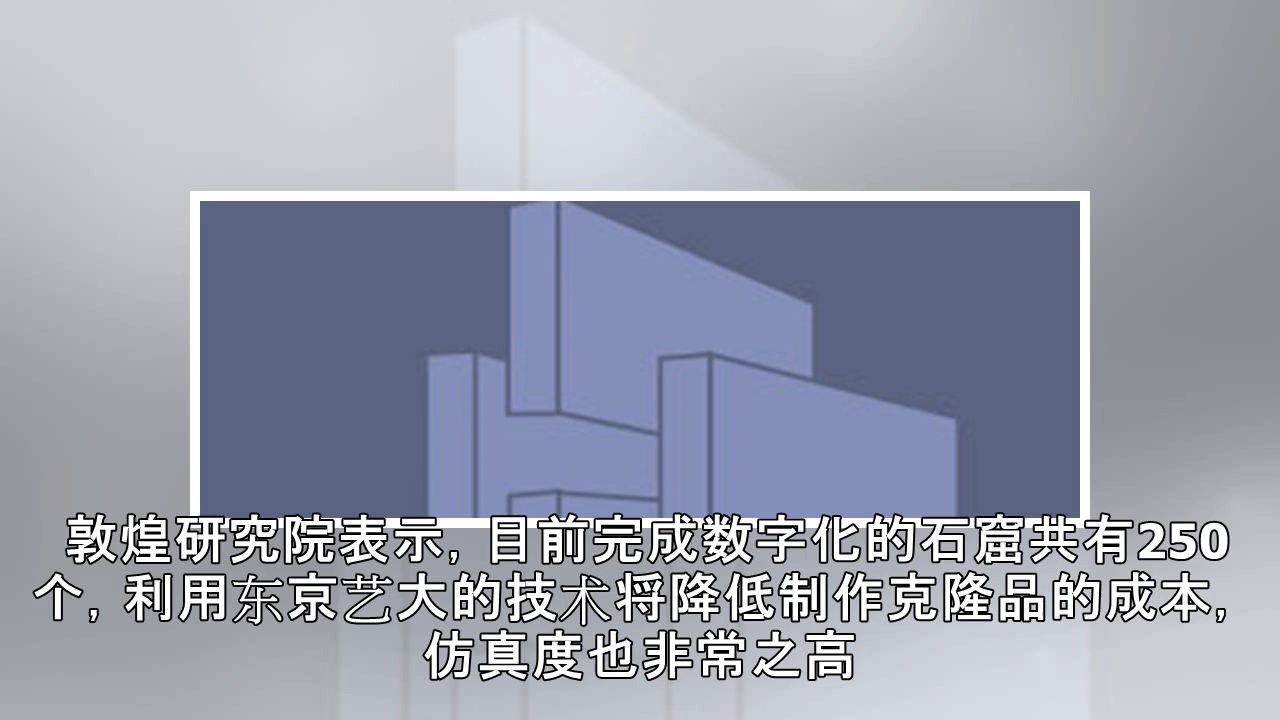 敦煌研究院表示, 目前完成数字化的石窟共有250
个, 利用东京艺大的技术将降低制作克隆品的成本,
仿真度也非常之高